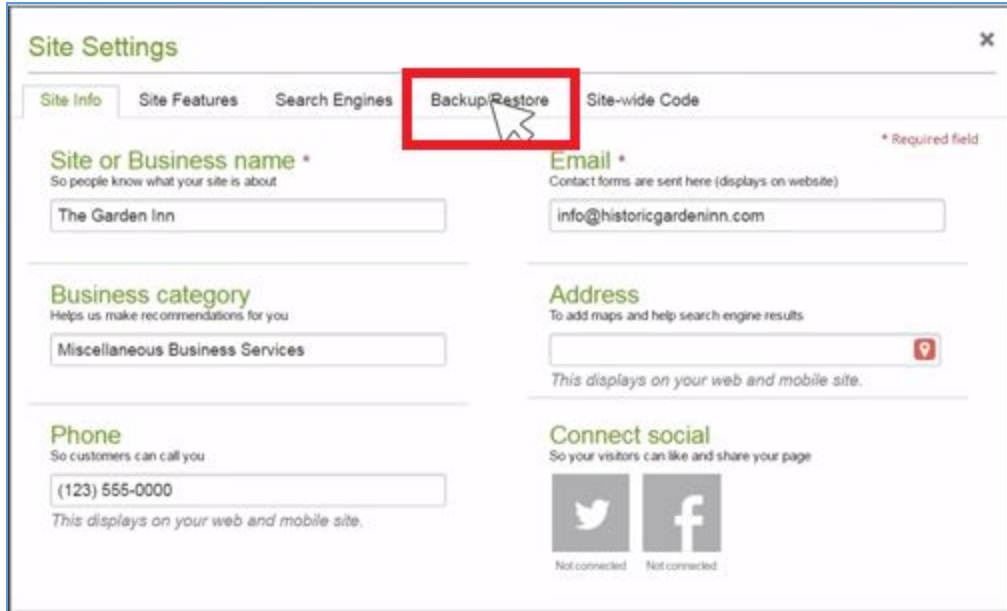 Site Settings
Site Info Site Features Search Engines Backup/Restore Site-wide Code
* Required field
Site or Business name *
So people know what your site is about
The Garden Inn
Email *
Contact forms are sent here (displays on website)
info@historicgardeninn.com
Business category
Helps us make recommendations for you
Miscellaneous Business Services
Address
To add maps and help search engine results
This displays on your web and mobile site.
Phone
So customers can call you
(123) 555-0000
This displays on your web and mobile site.
Connect social
So your visitors can like and share your page
Not connected Not connected